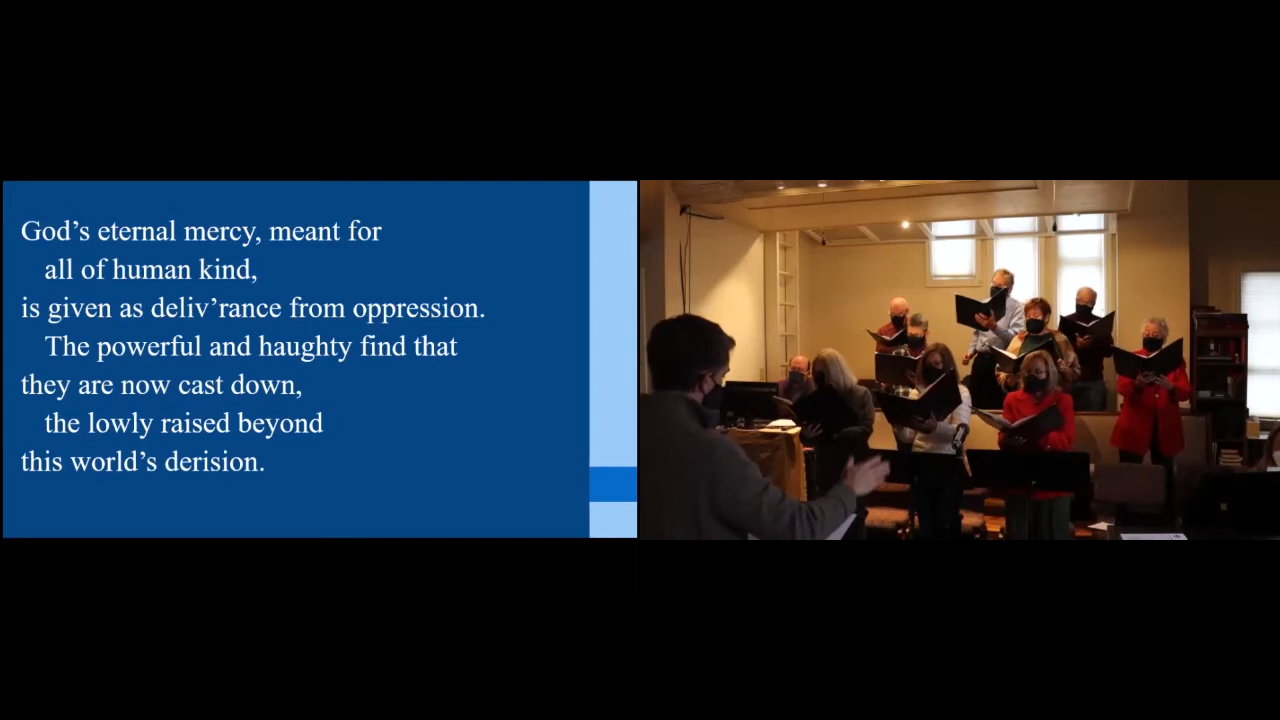 God’s eternal mercy, meant for
all of human kind,
is given as deliv’rance from oppression.
The powerful and haughty find that
they are now cast down,
the lowly raised beyond
this world’s derision.